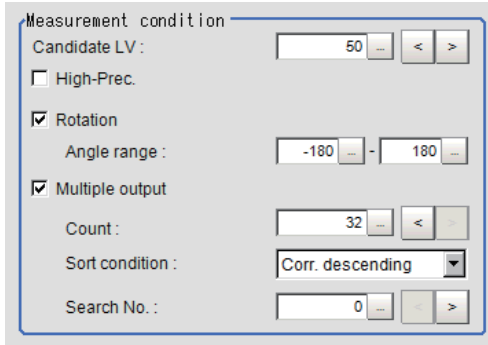 Measurement condition
Candidate LV : 50 ... < >
High-Prec.
Rotation
Angle range : -180 ... - 180 ...
Multiple output
Count : 32 ... < >
Sort condition : Corr. descending
Search No. : 0 ... < >